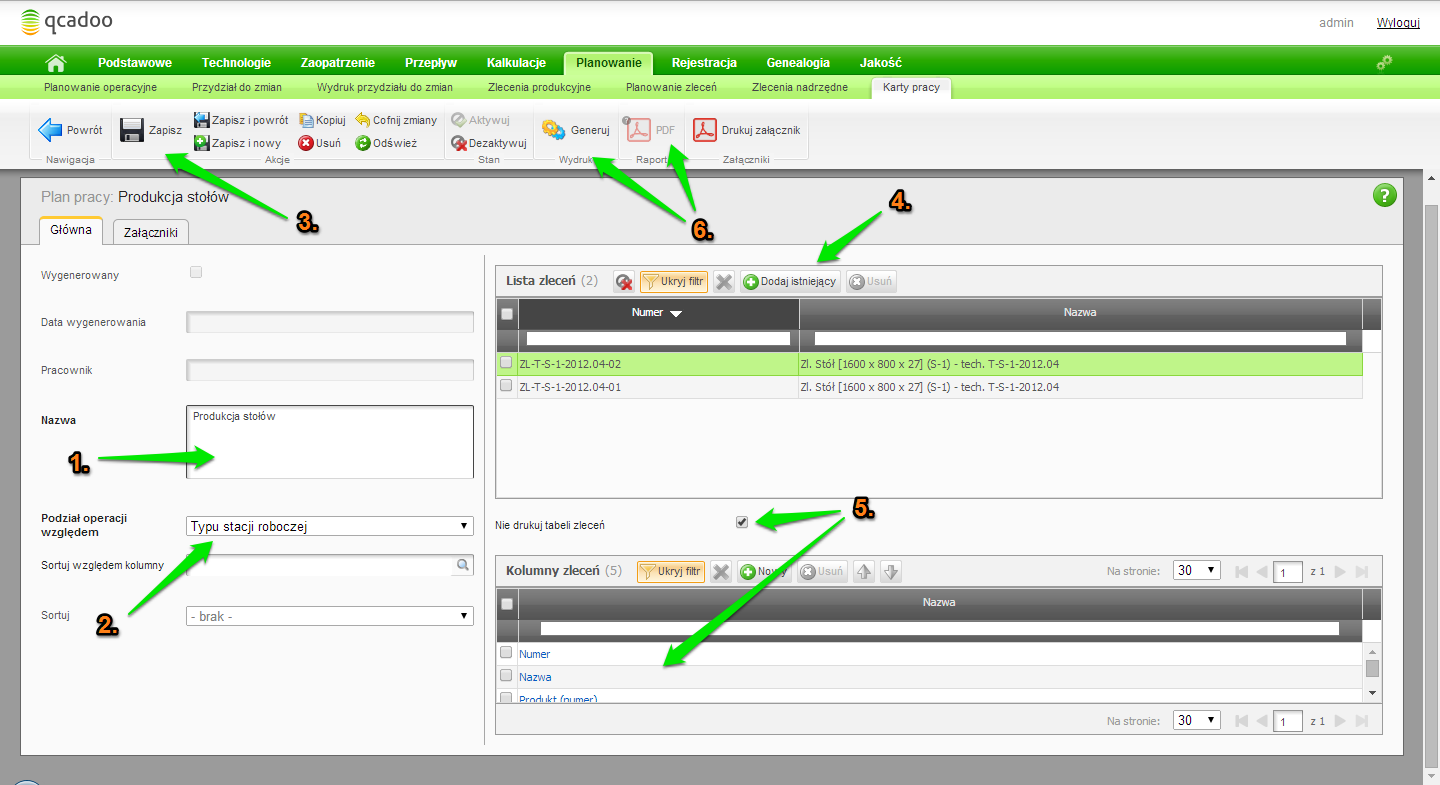 qcadoo
admin Wyloguj
Podstawowe Technologie Zaopatrzenie Przepływ Kalkulacje Planowanie Rejestracja Genealogia Jakość
Planowanie operacyjne Przydział do zmian Wydruk przydziału do zmian Zlecenia produkcyjne Planowanie zleceń Zlecenia nadrzędne Karty pracy
Powrót Zapisz Zapisz i powrót Kopiuj Cofnij zmiany Aktywuj Generuj PDF Drukuj załącznik
Zapisz i nowy Usuń Odśwież Dezaktywuj
Nawigacja Akcje Stan Wydruk Raport Załączniki
Plan pracy: Produkcja stołów
3.
6.
4.
?
Główna Załączniki
Wygenerowany
Data wygenerowania
Pracownik
Nazwa
Produkcja stołów
1.
Podział operacji
względem
Typu stacji roboczej
Sortuj względem kolumny
Sortuj
- brak -
2.
Lista zleceń (2) Ukryj filtr Dodaj istniejący Usuń
Numer Nazwa
ZL-T-S-1-2012.04-02 Zl. Stół [1600 x 800 x 27] (S-1) - tech. T-S-1-2012.04
ZL-T-S-1-2012.04-01 Zl. Stół [1600 x 800 x 27] (S-1) - tech. T-S-1-2012.04
Nie drukuj tabeli zleceń
5.
Kolumny zleceń (5) Ukryj filtr Nowy Usuń Na stronie: 30 1 z 1
Nazwa
Numer
Nazwa
Produkt (numer)
Na stronie: 30 1 z 1